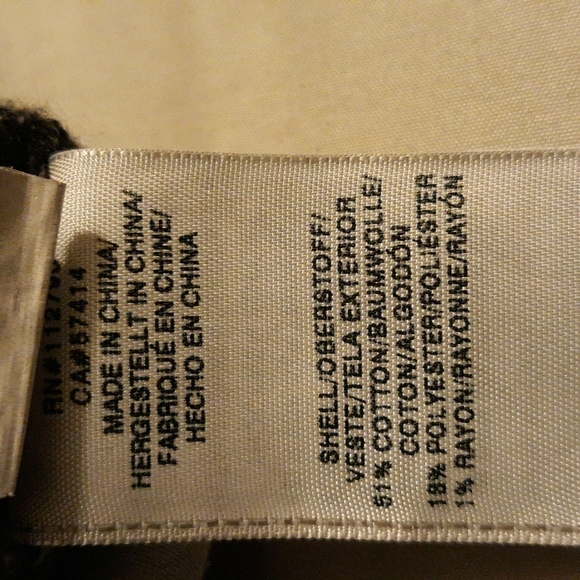 CA#57414
MADE IN CHINA/
HERGESTELLT IN CHINA/
FABRIQUÉ EN CHINE/
HECHO EN CHINA
SHELL/OBERSTOFF/
VESTE/TELA EXTERIOR
COTTON/BAUMWOLLE/
COTON/ALGODÓN
18% POLYESTER/POLIÉSTER
1% RAYON/RAYONNE/RAYÓN